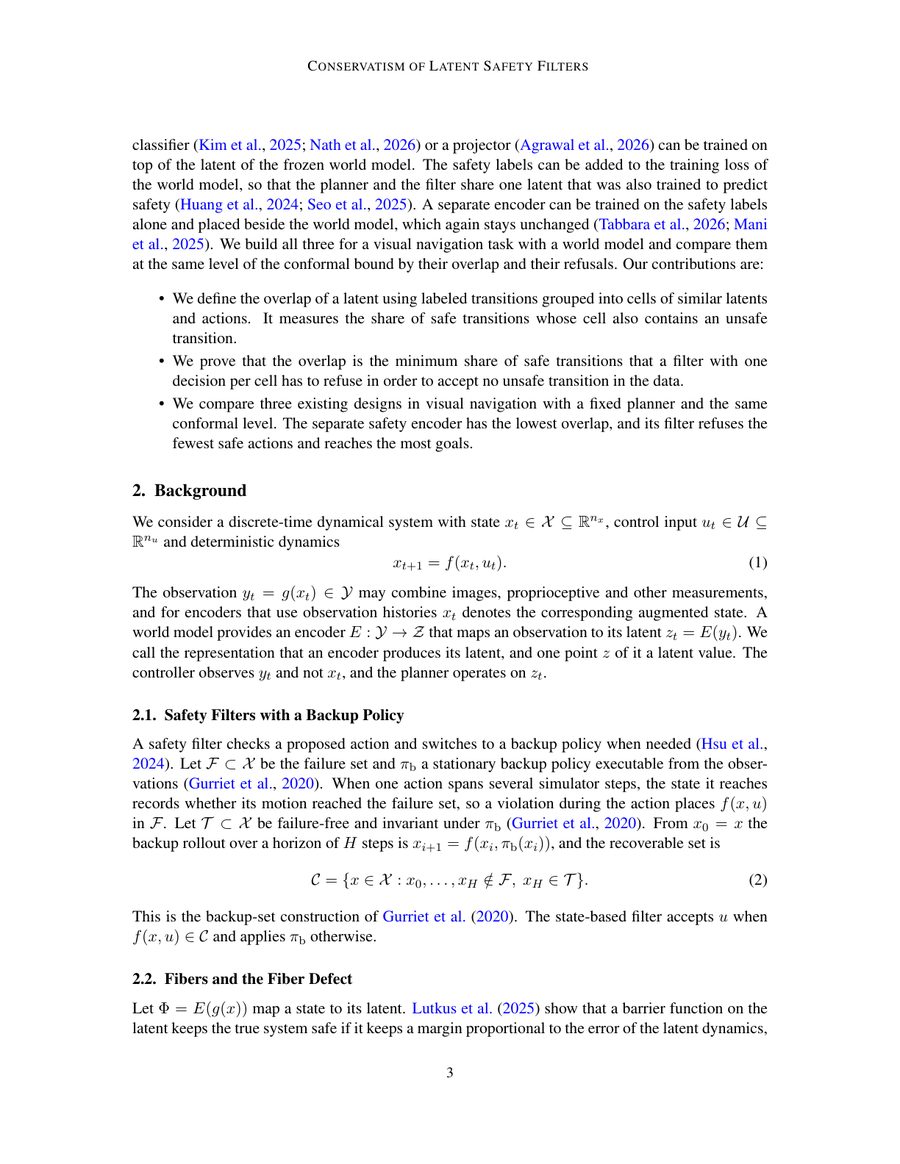 CONSERVATISM OF LATENT SAFETY FILTERS
classifier (Kim et al., 2025; Nath et al., 2026) or a projector (Agrawal et al., 2026) can be trained on
top of the latent of the frozen world model. The safety labels can be added to the training loss of
the world model, so that the planner and the filter share one latent that was also trained to predict
safety (Huang et al., 2024; Seo et al., 2025). A separate encoder can be trained on the safety labels
alone and placed beside the world model, which again stays unchanged (Tabbara et al., 2026; Mani
et al., 2025). We build all three for a visual navigation task with a world model and compare them
at the same level of the conformal bound by their overlap and their refusals. Our contributions are:
• We define the overlap of a latent using labeled transitions grouped into cells of similar latents
and actions. It measures the share of safe transitions whose cell also contains an unsafe
transition.
• We prove that the overlap is the minimum share of safe transitions that a filter with one
decision per cell has to refuse in order to accept no unsafe transition in the data.
• We compare three existing designs in visual navigation with a fixed planner and the same
conformal level. The separate safety encoder has the lowest overlap, and its filter refuses the
fewest safe actions and reaches the most goals.
2. Background
We consider a discrete-time dynamical system with state x_t ∈ 𝒳 ⊆ ℝ^{n_x}, control input u_t ∈ 𝒰 ⊆
ℝ^{n_u} and deterministic dynamics
x_{t+1} = f(x_t, u_t). (1)
The observation y_t = g(x_t) ∈ 𝒴 may combine images, proprioceptive and other measurements,
and for encoders that use observation histories x_t denotes the corresponding augmented state. A
world model provides an encoder E : 𝒴 → 𝒵 that maps an observation to its latent z_t = E(y_t). We
call the representation that an encoder produces its latent, and one point z of it a latent value. The
controller observes y_t and not x_t, and the planner operates on z_t.
2.1. Safety Filters with a Backup Policy
A safety filter checks a proposed action and switches to a backup policy when needed (Hsu et al.,
2024). Let ℱ ⊂ 𝒳 be the failure set and π_b a stationary backup policy executable from the obser-
vations (Gurriet et al., 2020). When one action spans several simulator steps, the state it reaches
records whether its motion reached the failure set, so a violation during the action places f(x, u)
in ℱ. Let 𝒯 ⊂ 𝒳 be failure-free and invariant under π_b (Gurriet et al., 2020). From x_0 = x the
backup rollout over a horizon of H steps is x_{i+1} = f(x_i, π_b(x_i)), and the recoverable set is
𝒞 = {x ∈ 𝒳 : x_0, . . . , x_H ∉ ℱ, x_H ∈ 𝒯}. (2)
This is the backup-set construction of Gurriet et al. (2020). The state-based filter accepts u when
f(x, u) ∈ 𝒞 and applies π_b otherwise.
2.2. Fibers and the Fiber Defect
Let Φ = E(g(x)) map a state to its latent. Lutkus et al. (2025) show that a barrier function on the
latent keeps the true system safe if it keeps a margin proportional to the error of the latent dynamics,
3